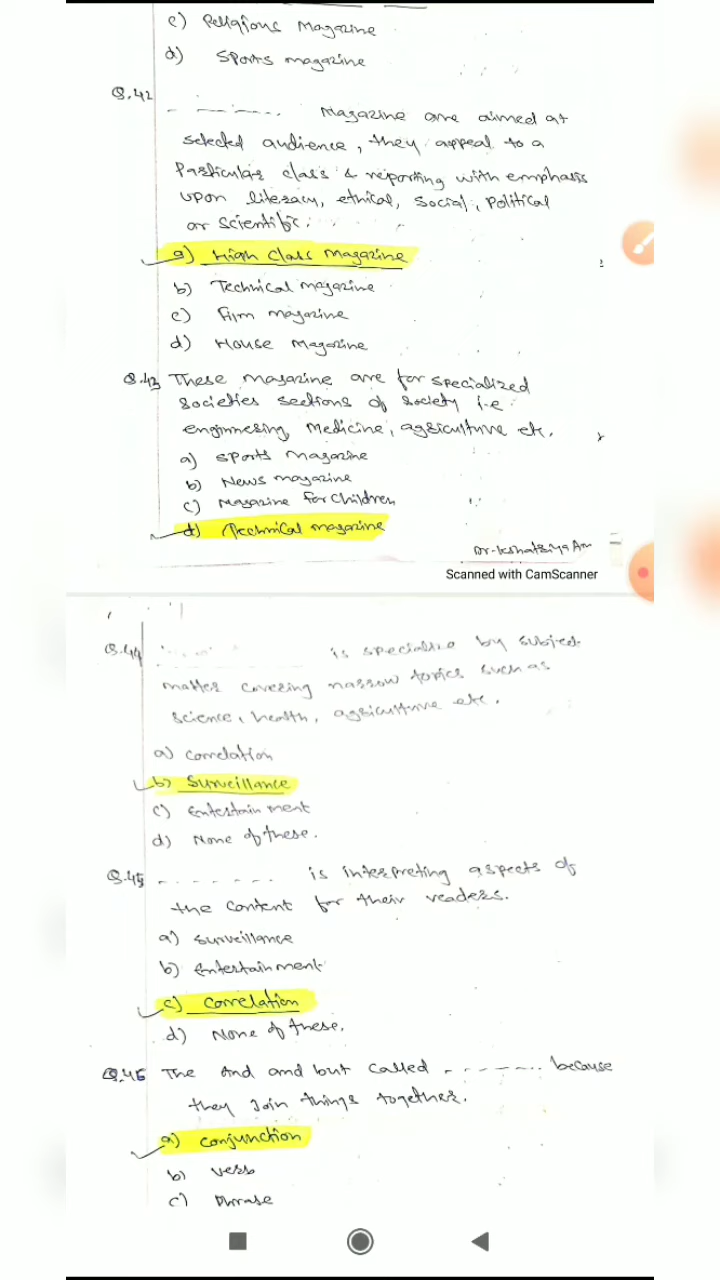 c) Religious Magazine
d) Sports magazine
Q.42 - - - - - Magazine are aimed at
selected audience, they appeal to a
Particular class & reporting with emphasis
upon literacy, ethical, Social, Political
or Scientific.
a) High Class Magazine
b) Technical magazine
c) Film magazine
d) House Magazine
Q.43 These magazine are for specialized
societies sections of society i.e.
enginnering, Medicine, agriculture etc.
a) Sports Magazine
b) News magazine
c) Magazine for children
d) Technical magazine
Scanned with CamScanner
Q.44 is specialize by subject
matter covering narrow topics such as
science, health, agriculture etc.
a) Correlation
b) Surveillance
c) Entertainment
d) None of these.
Q.45 - - - - - - - - is interpreting aspects of
the content for their readers.
a) Surveillance
b) Entertainment
c) Correlation
d) None of these.
Q.46 The And and but called - - - - - - - because
they Join things together.
a) Conjunction
b) Verb
c) Phrase